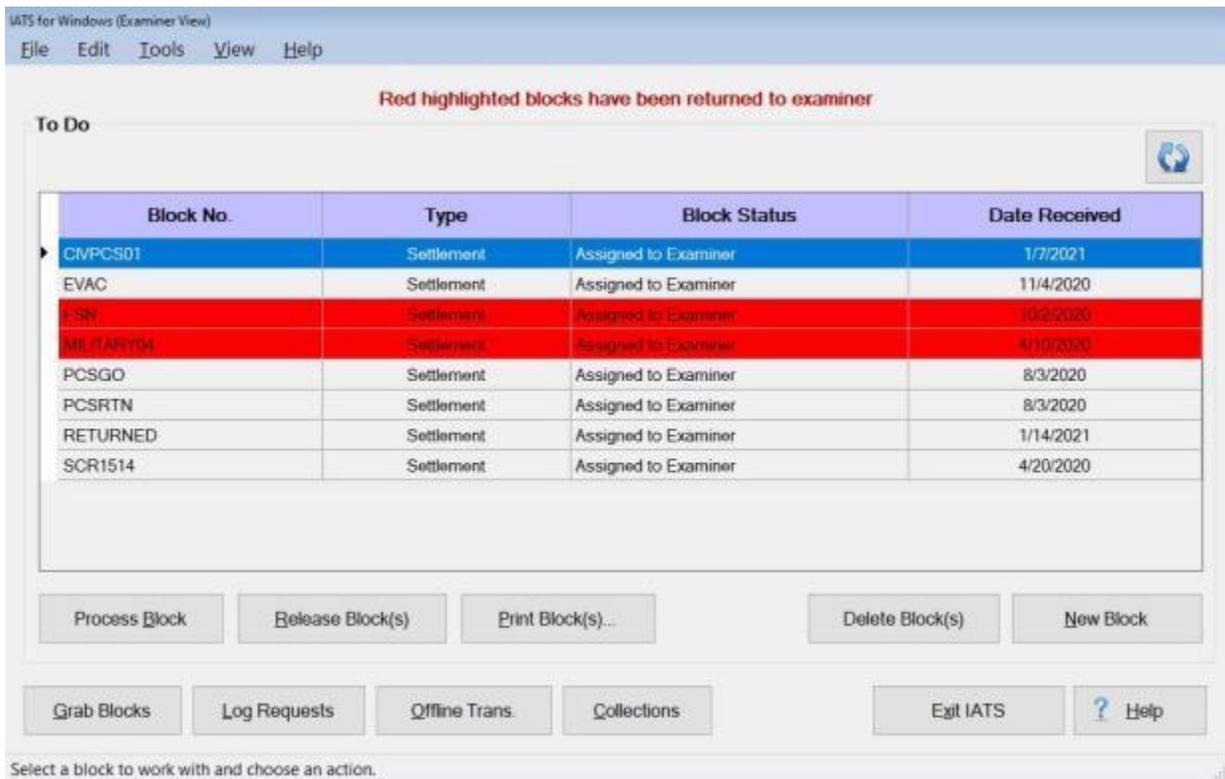 IATS for Windows (Examiner View)
File Edit Tools View Help
Red highlighted blocks have been returned to examiner
To Do
Block No. Type Block Status Date Received
CIVPCS01 Settlement Assigned to Examiner 1/7/2021
EVAC Settlement Assigned to Examiner 11/4/2020
FSN Settlement Assigned to Examiner 10/2/2020
MILITARY04 Settlement Assigned to Examiner 4/10/2020
PCSGO Settlement Assigned to Examiner 8/3/2020
PCSRTN Settlement Assigned to Examiner 8/3/2020
RETURNED Settlement Assigned to Examiner 1/14/2021
SCR1514 Settlement Assigned to Examiner 4/20/2020
Process Block Release Block(s) Print Block(s)... Delete Block(s) New Block
Grab Blocks Log Requests Offline Trans. Collections Exit IATS ? Help
Select a block to work with and choose an action.